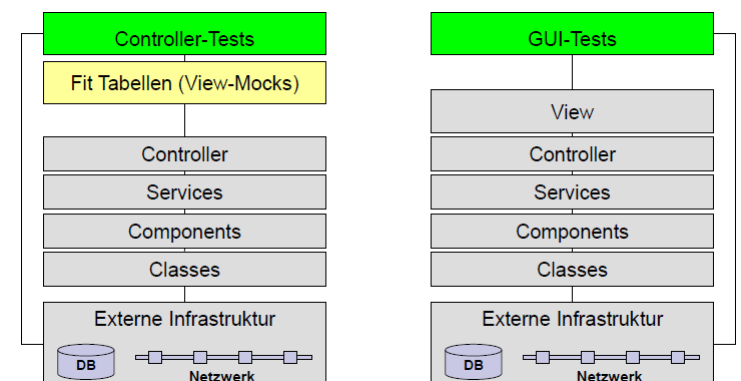 Controller-Tests
Fit Tabellen (View-Mocks)
Controller
Services
Components
Classes
Externe Infrastruktur
DB
Netzwerk
GUI-Tests
View
Controller
Services
Components
Classes
Externe Infrastruktur
DB
Netzwerk